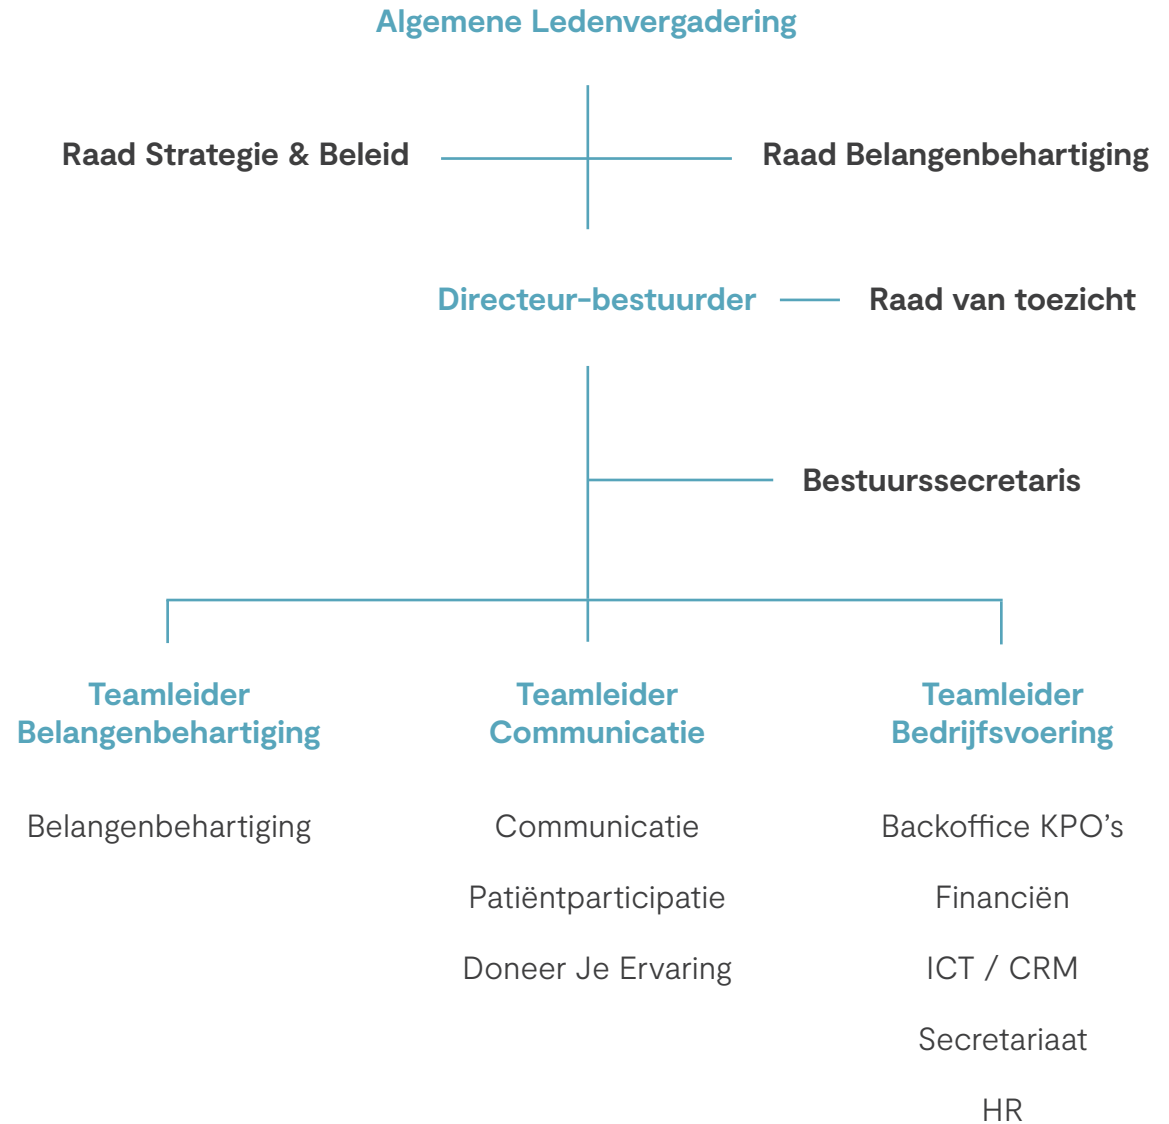 Algemene Ledenvergadering
Raad Strategie & Beleid
Raad Belangenbehartiging
Directeur-bestuurder
Raad van toezicht
Bestuurssecretaris
Teamleider
Belangenbehartiging
Belangenbehartiging
Teamleider
Communicatie
Communicatie
Patiëntparticipatie
Doneer Je Ervaring
Teamleider
Bedrijfsvoering
Backoffice KPO’s
Financiën
ICT / CRM
Secretariaat
HR